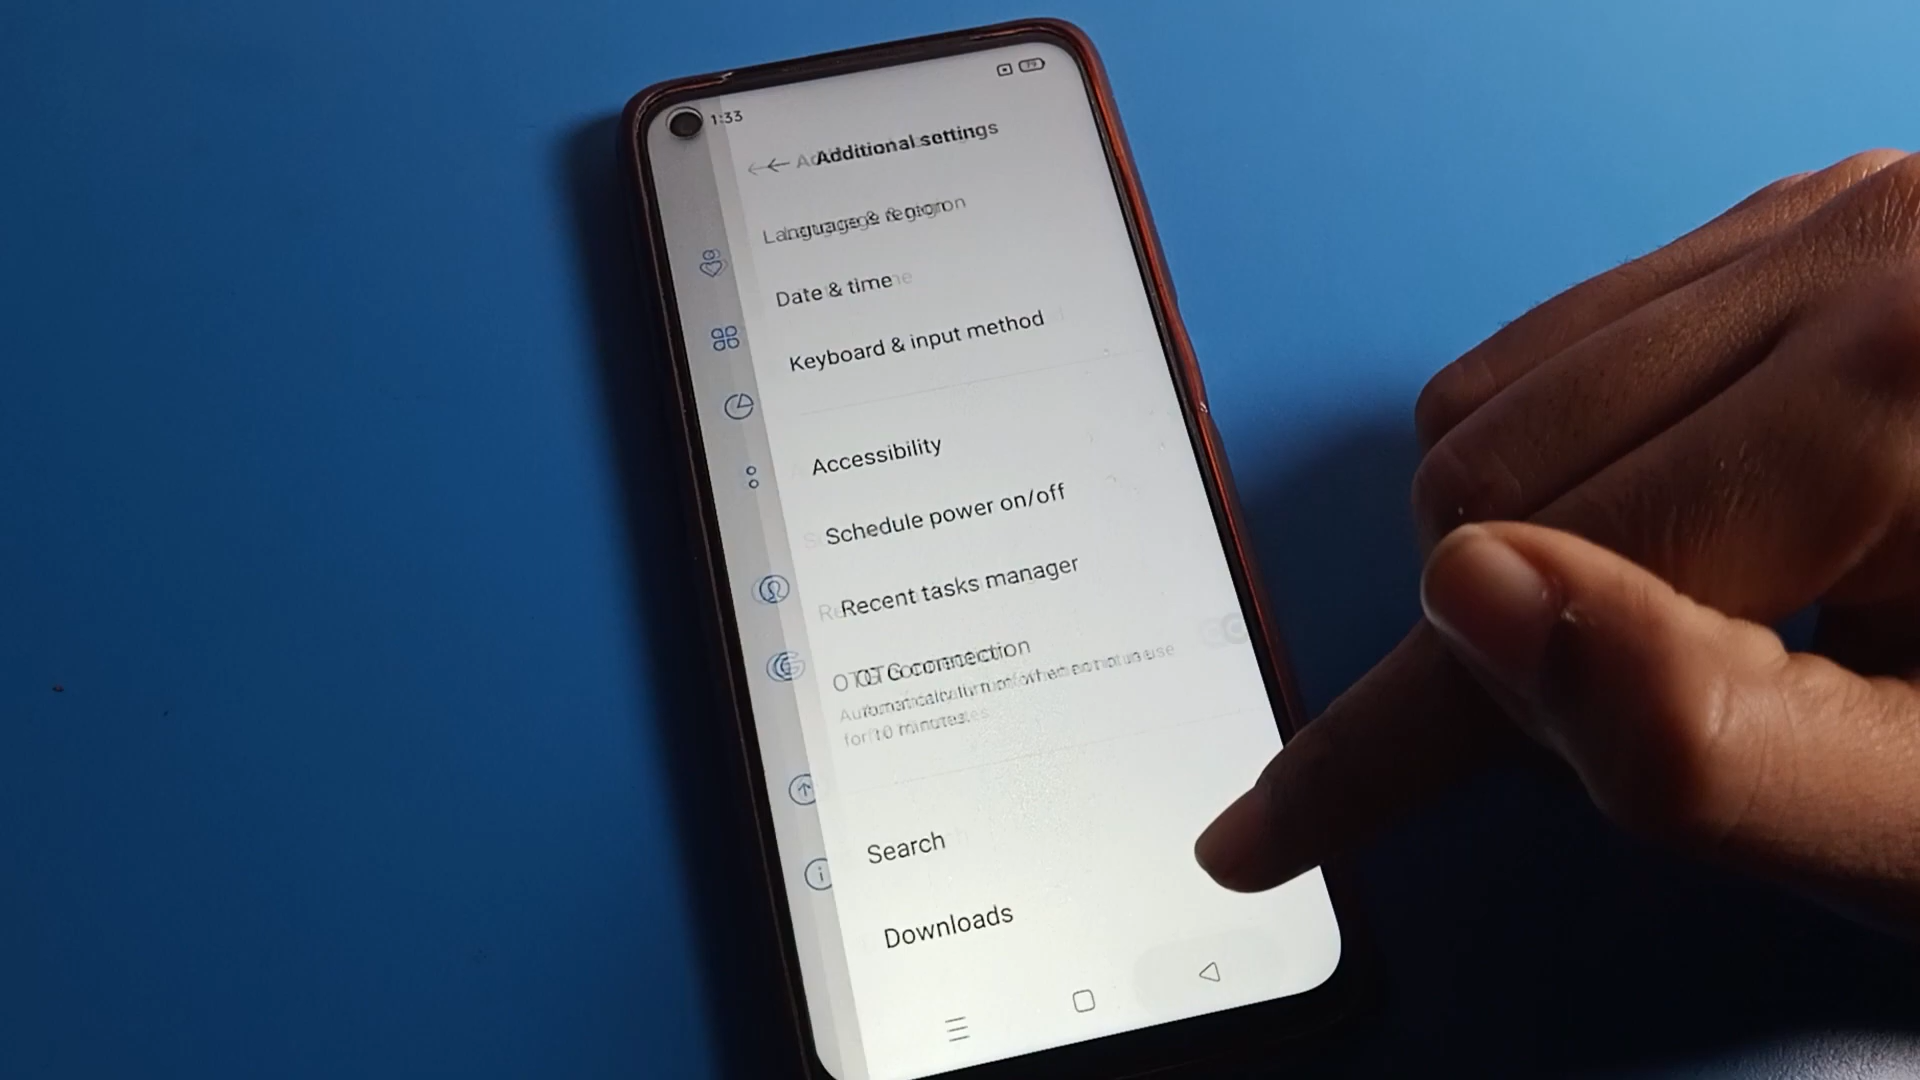 1:33
79
Additional settings
Language & region
Date & time
Keyboard & input method
Accessibility
Schedule power on/off
Recent tasks manager
OTG connection
Automatically turn off when not in use
for 10 minutes.
Search
Downloads